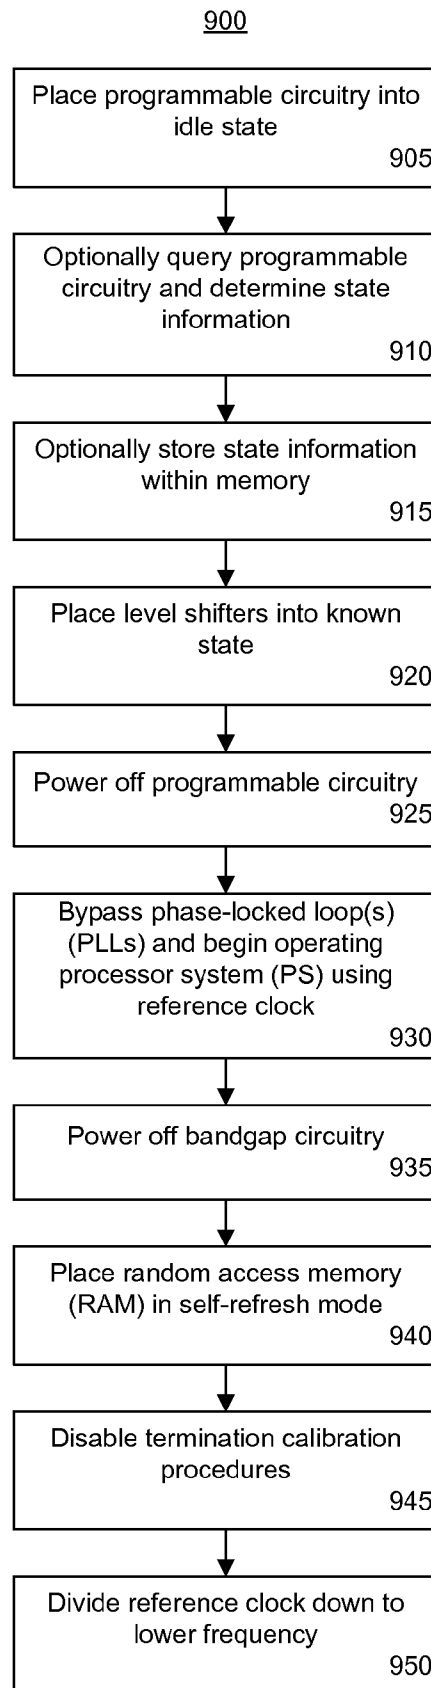 900
Place programmable circuitry into
idle state
905
Optionally query programmable
circuitry and determine state
information
910
Optionally store state information
within memory
915
Place level shifters into known
state
920
Power off programmable circuitry
925
Bypass phase-locked loop(s)
(PLLs) and begin operating
processor system (PS) using
reference clock
930
Power off bandgap circuitry
935
Place random access memory
(RAM) in self-refresh mode
940
Disable termination calibration
procedures
945
Divide reference clock down to
lower frequency
950